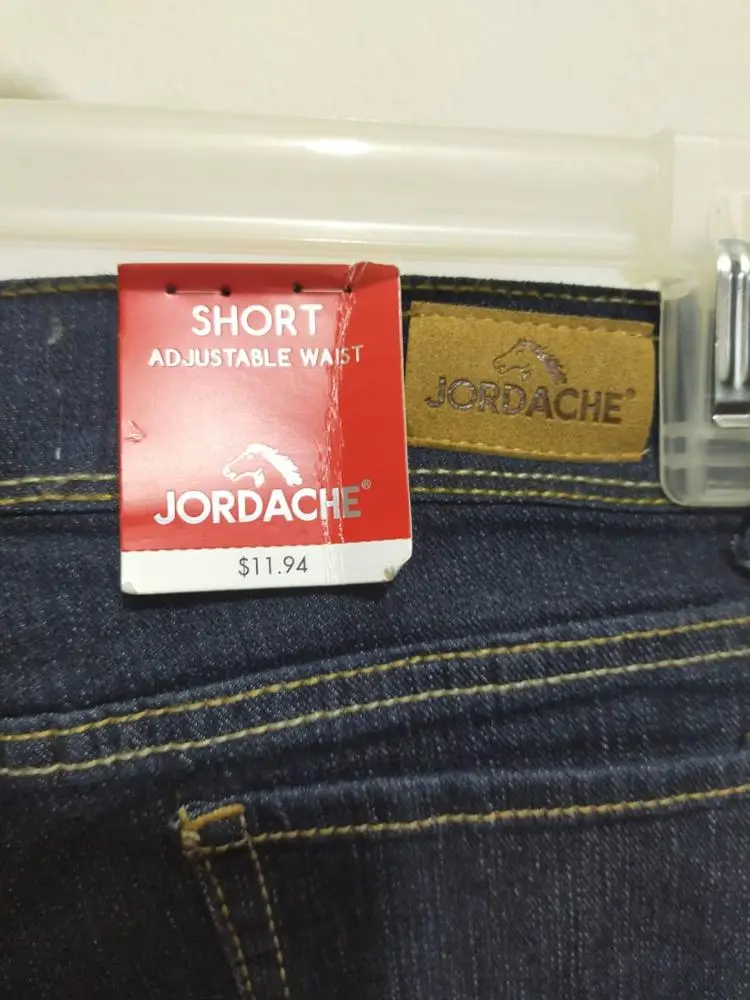 SHORT
ADJUSTABLE WAIST
JORDACHE®
$11.94
JORDACHE®